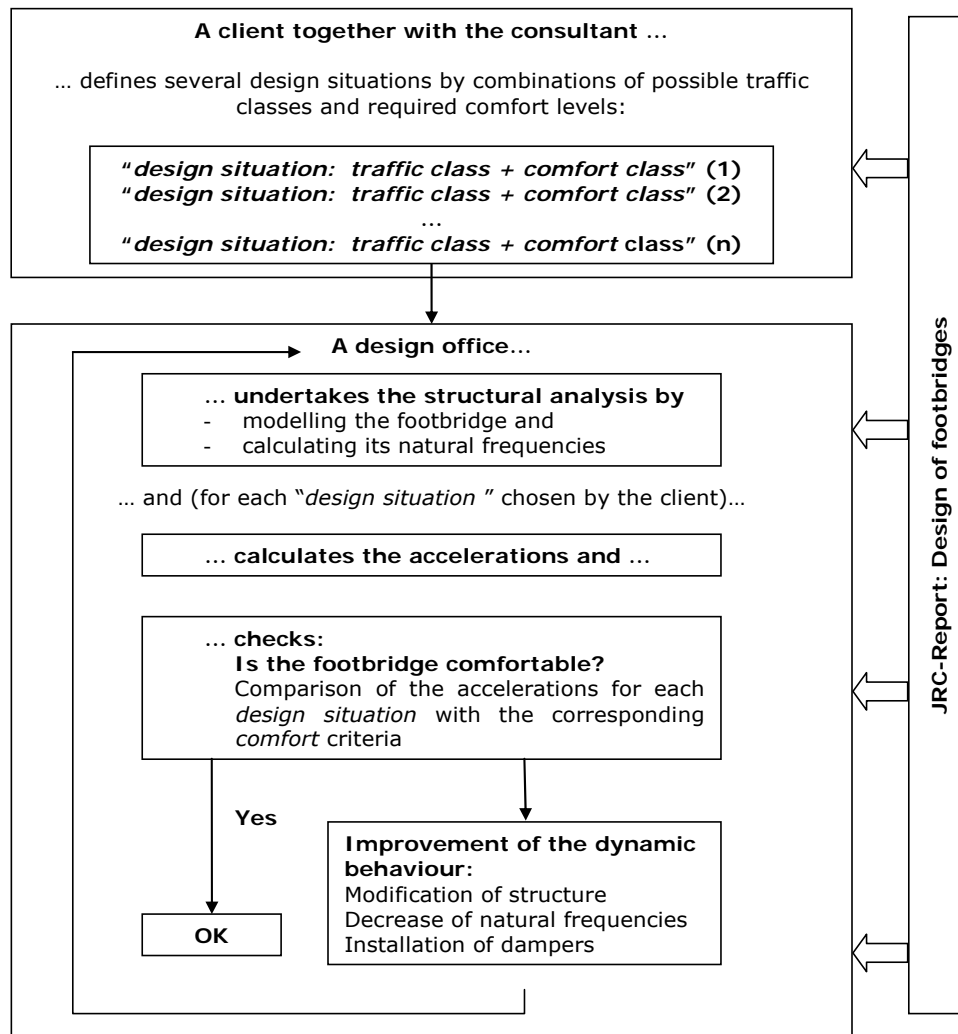 A client together with the consultant …
… defines several design situations by combinations of possible traffic
classes and required comfort levels:
“design situation: traffic class + comfort class” (1)
“design situation: traffic class + comfort class” (2)
…
“design situation: traffic class + comfort class” (n)
A design office…
… undertakes the structural analysis by
- modelling the footbridge and
- calculating its natural frequencies
… and (for each “design situation ” chosen by the client)…
… calculates the accelerations and …
… checks:
Is the footbridge comfortable?
Comparison of the accelerations for each
design situation with the corresponding
comfort criteria
Yes
OK
Improvement of the dynamic
behaviour:
Modification of structure
Decrease of natural frequencies
Installation of dampers
JRC-Report: Design of footbridges